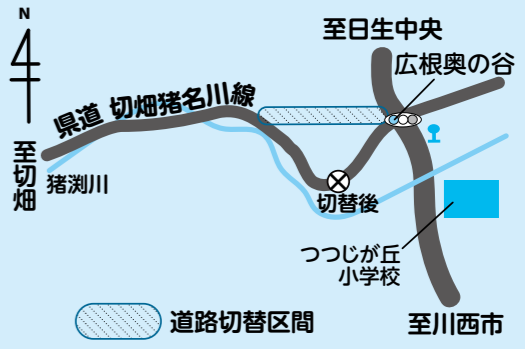 N
至日生中央
広根奥の谷
県道 切畑猪名川線
至切畑
猪渕川
切替後
つつじが丘
小学校
道路切替区間
至川西市